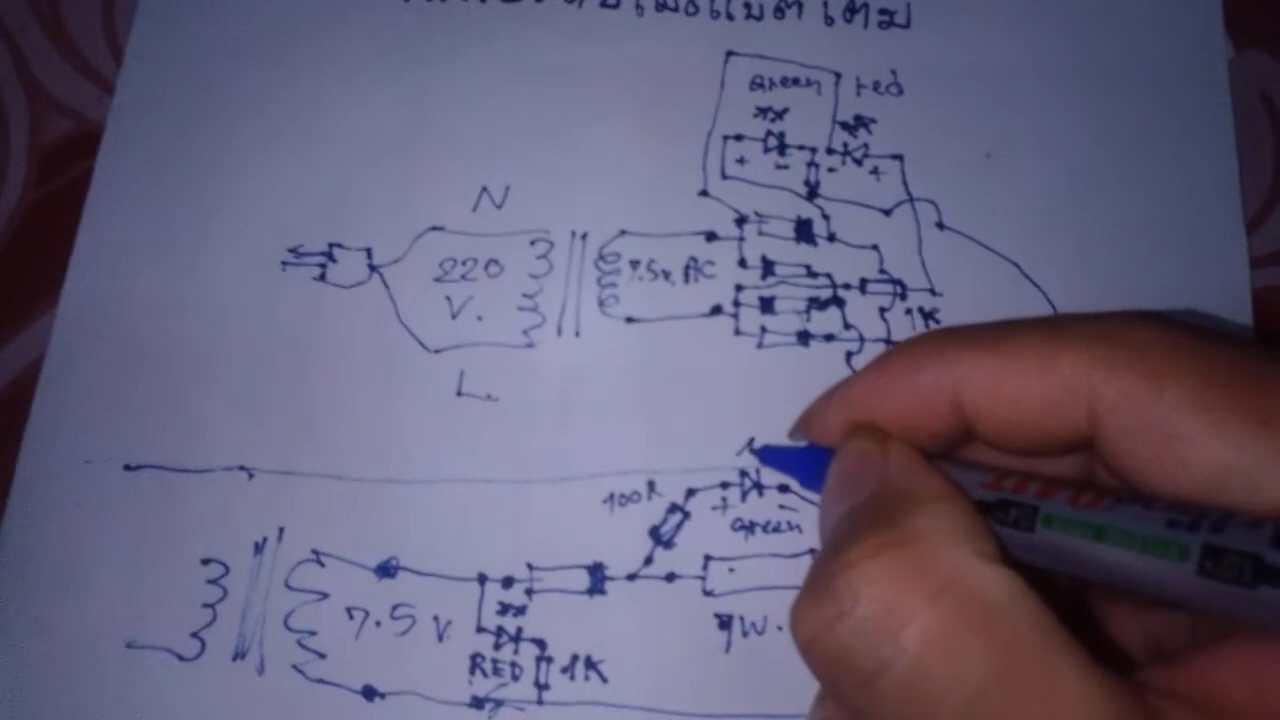 green red
+ - - +
N
220
V.
7.5v. AC
1K
L.
100R
+ -
green
7.5 V.
RED 1K
W.